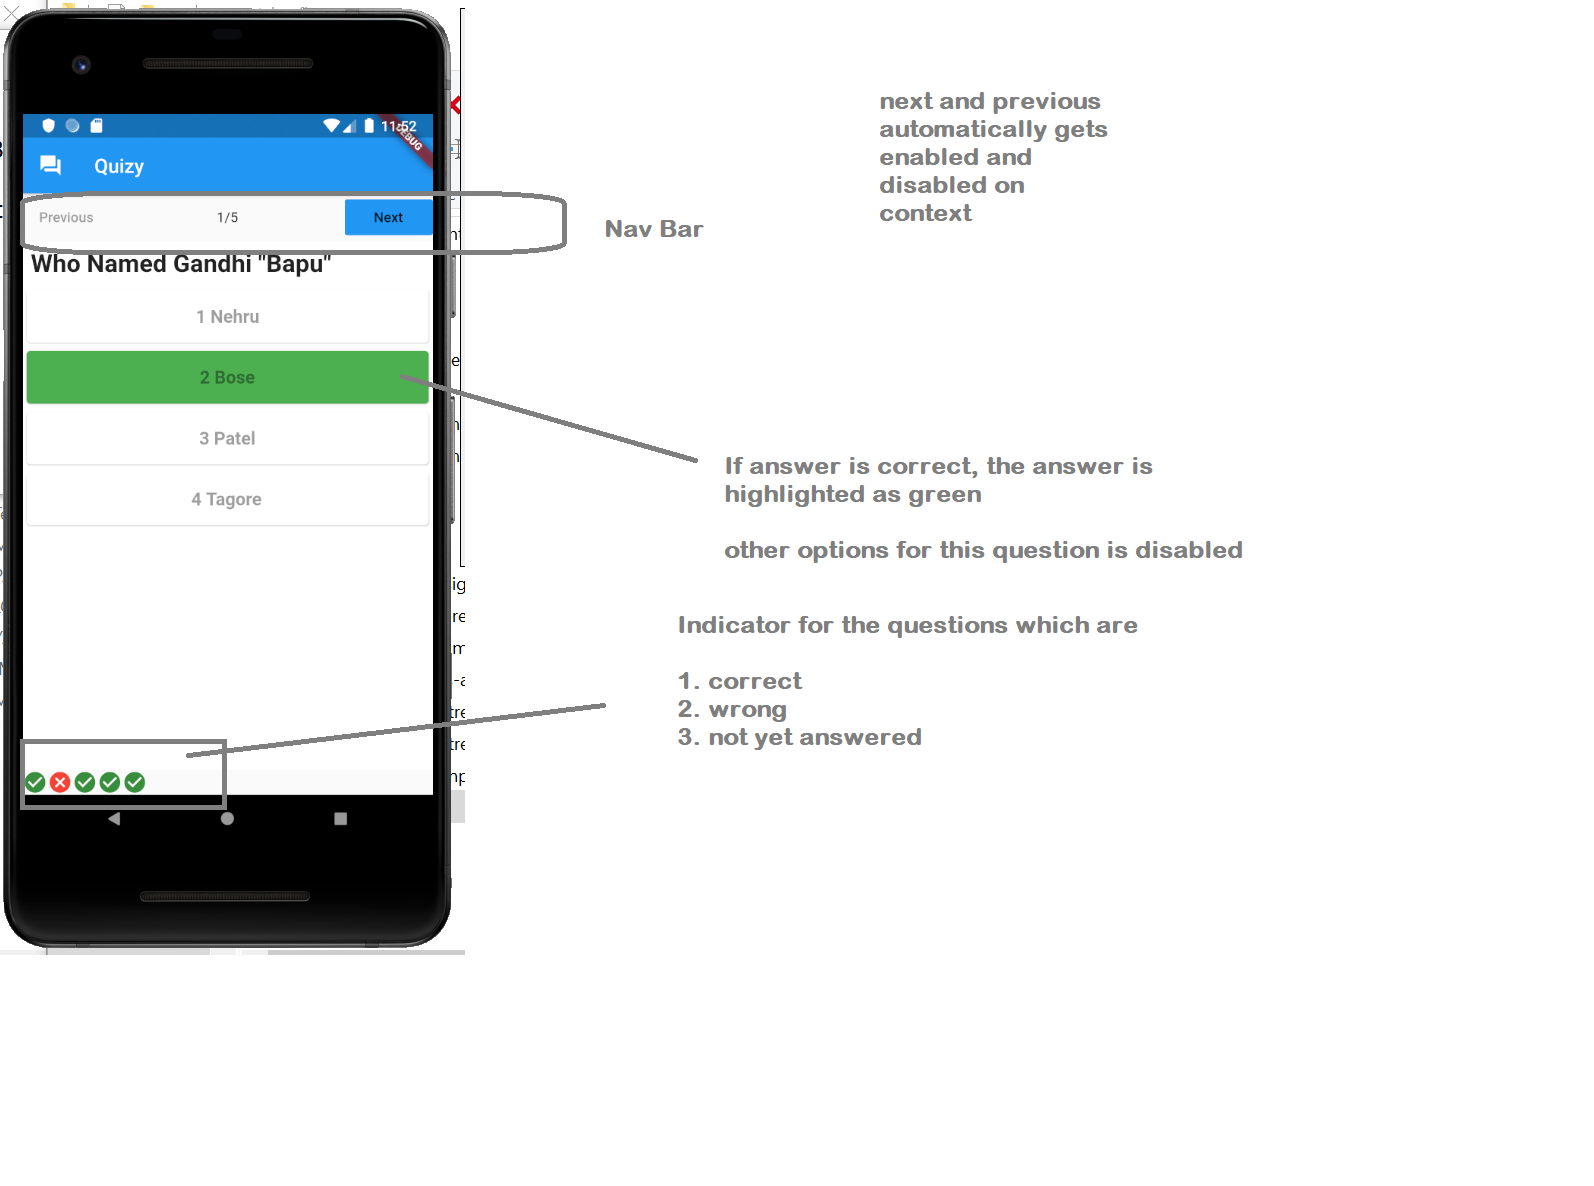 11:52
DEBUG
Quizy
Previous
1/5
Next
Who Named Gandhi "Bapu"
1 Nehru
2 Bose
3 Patel
4 Tagore
next and previous
automatically gets
enabled and
disabled on
context
Nav Bar
If answer is correct, the answer is
highlighted as green
other options for this question is disabled
Indicator for the questions which are
1. correct
2. wrong
3. not yet answered